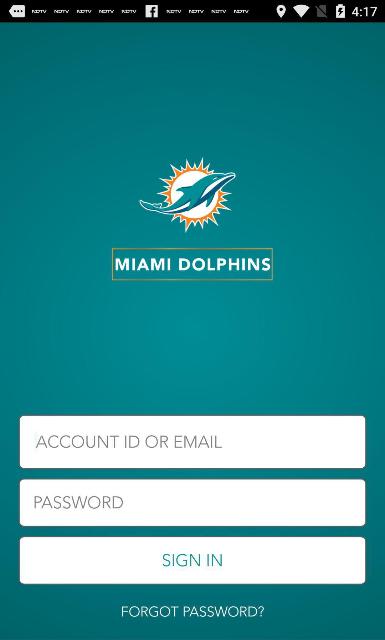 NDTV NDTV NDTV NDTV NDTV NDTV NDTV NDTV NDTV 4:17
MIAMI DOLPHINS
ACCOUNT ID OR EMAIL
PASSWORD
SIGN IN
FORGOT PASSWORD?